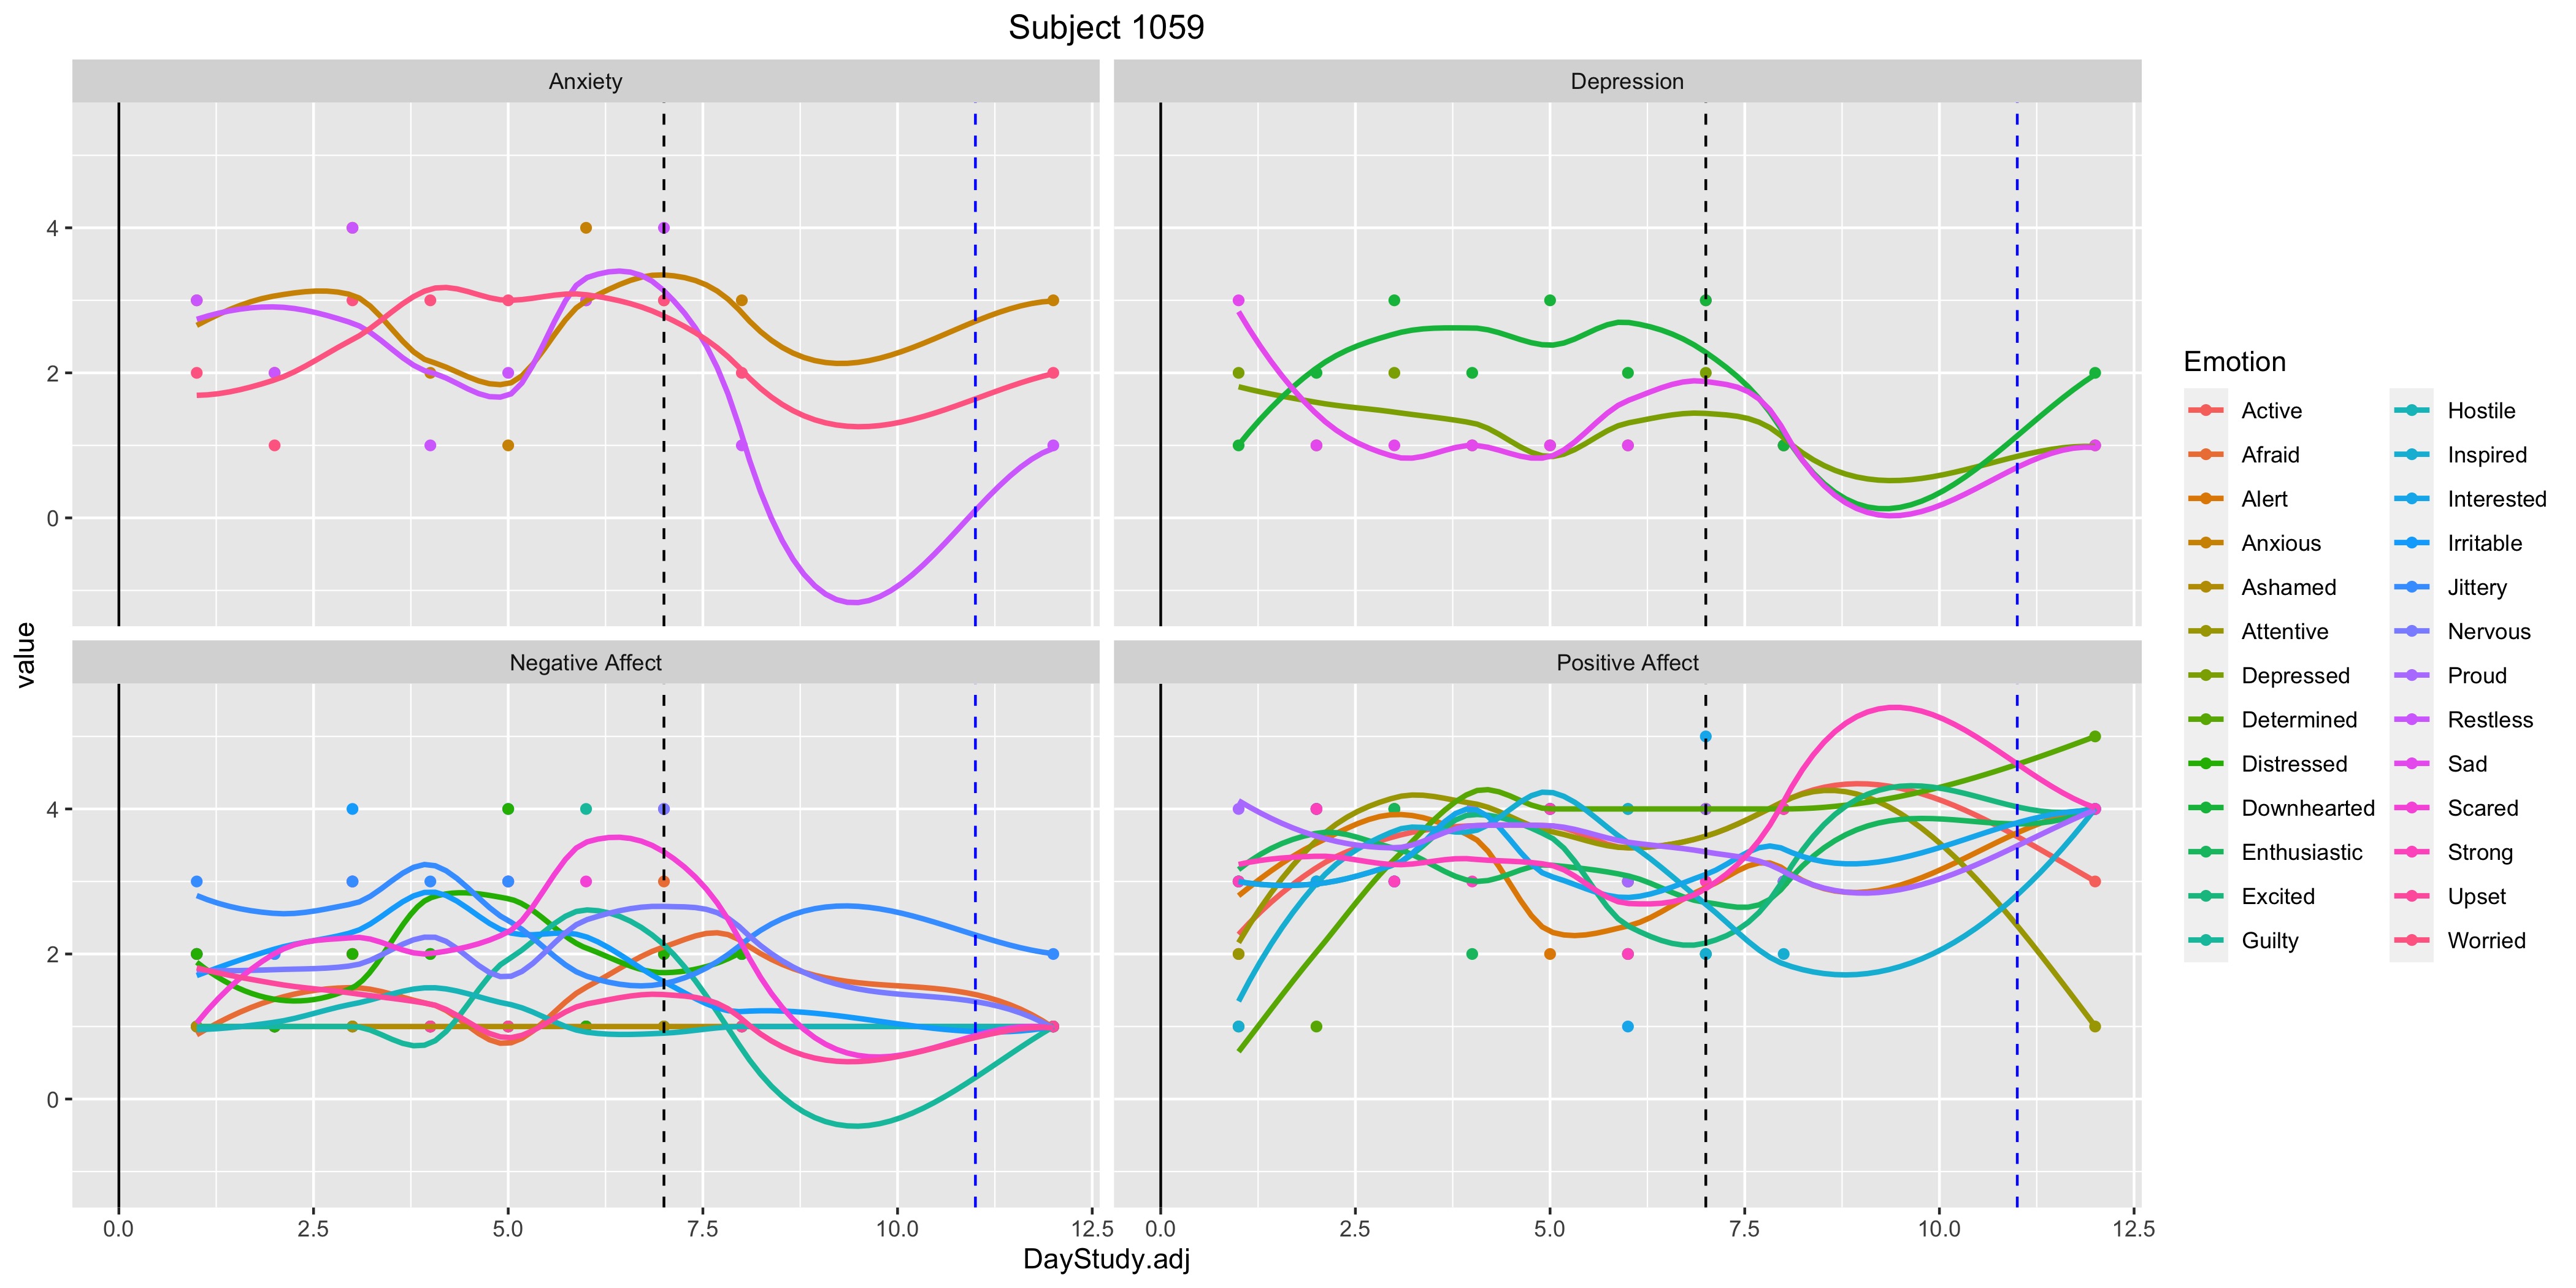 Subject 1059
Anxiety
Depression
4
2
0
value
Negative Affect
Positive Affect
4
2
0
0.0 2.5 5.0 7.5 10.0 12.5
0.0 2.5 5.0 7.5 10.0 12.5
DayStudy.adj
Emotion
Active
Afraid
Alert
Anxious
Ashamed
Attentive
Depressed
Determined
Distressed
Downhearted
Enthusiastic
Excited
Guilty
Hostile
Inspired
Interested
Irritable
Jittery
Nervous
Proud
Restless
Sad
Scared
Strong
Upset
Worried